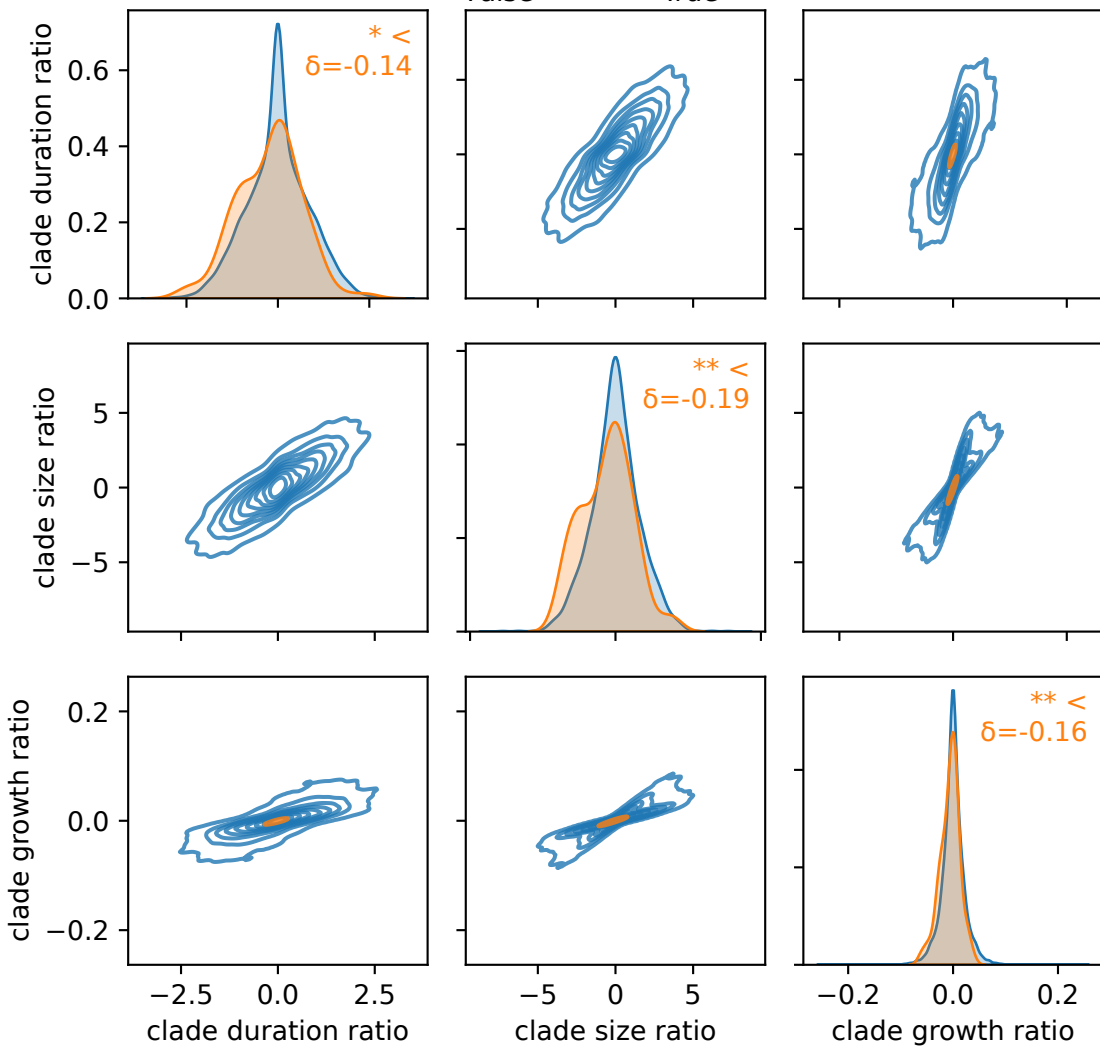 clade duration ratio
0.6
0.4
0.2
0.0
* <
δ=-0.14
clade size ratio
5
0
−5
** <
δ=-0.19
clade growth ratio
0.2
0.0
−0.2
** <
δ=-0.16
−2.5 0.0 2.5
clade duration ratio
−5 0 5
clade size ratio
−0.2 0.0 0.2
clade growth ratio